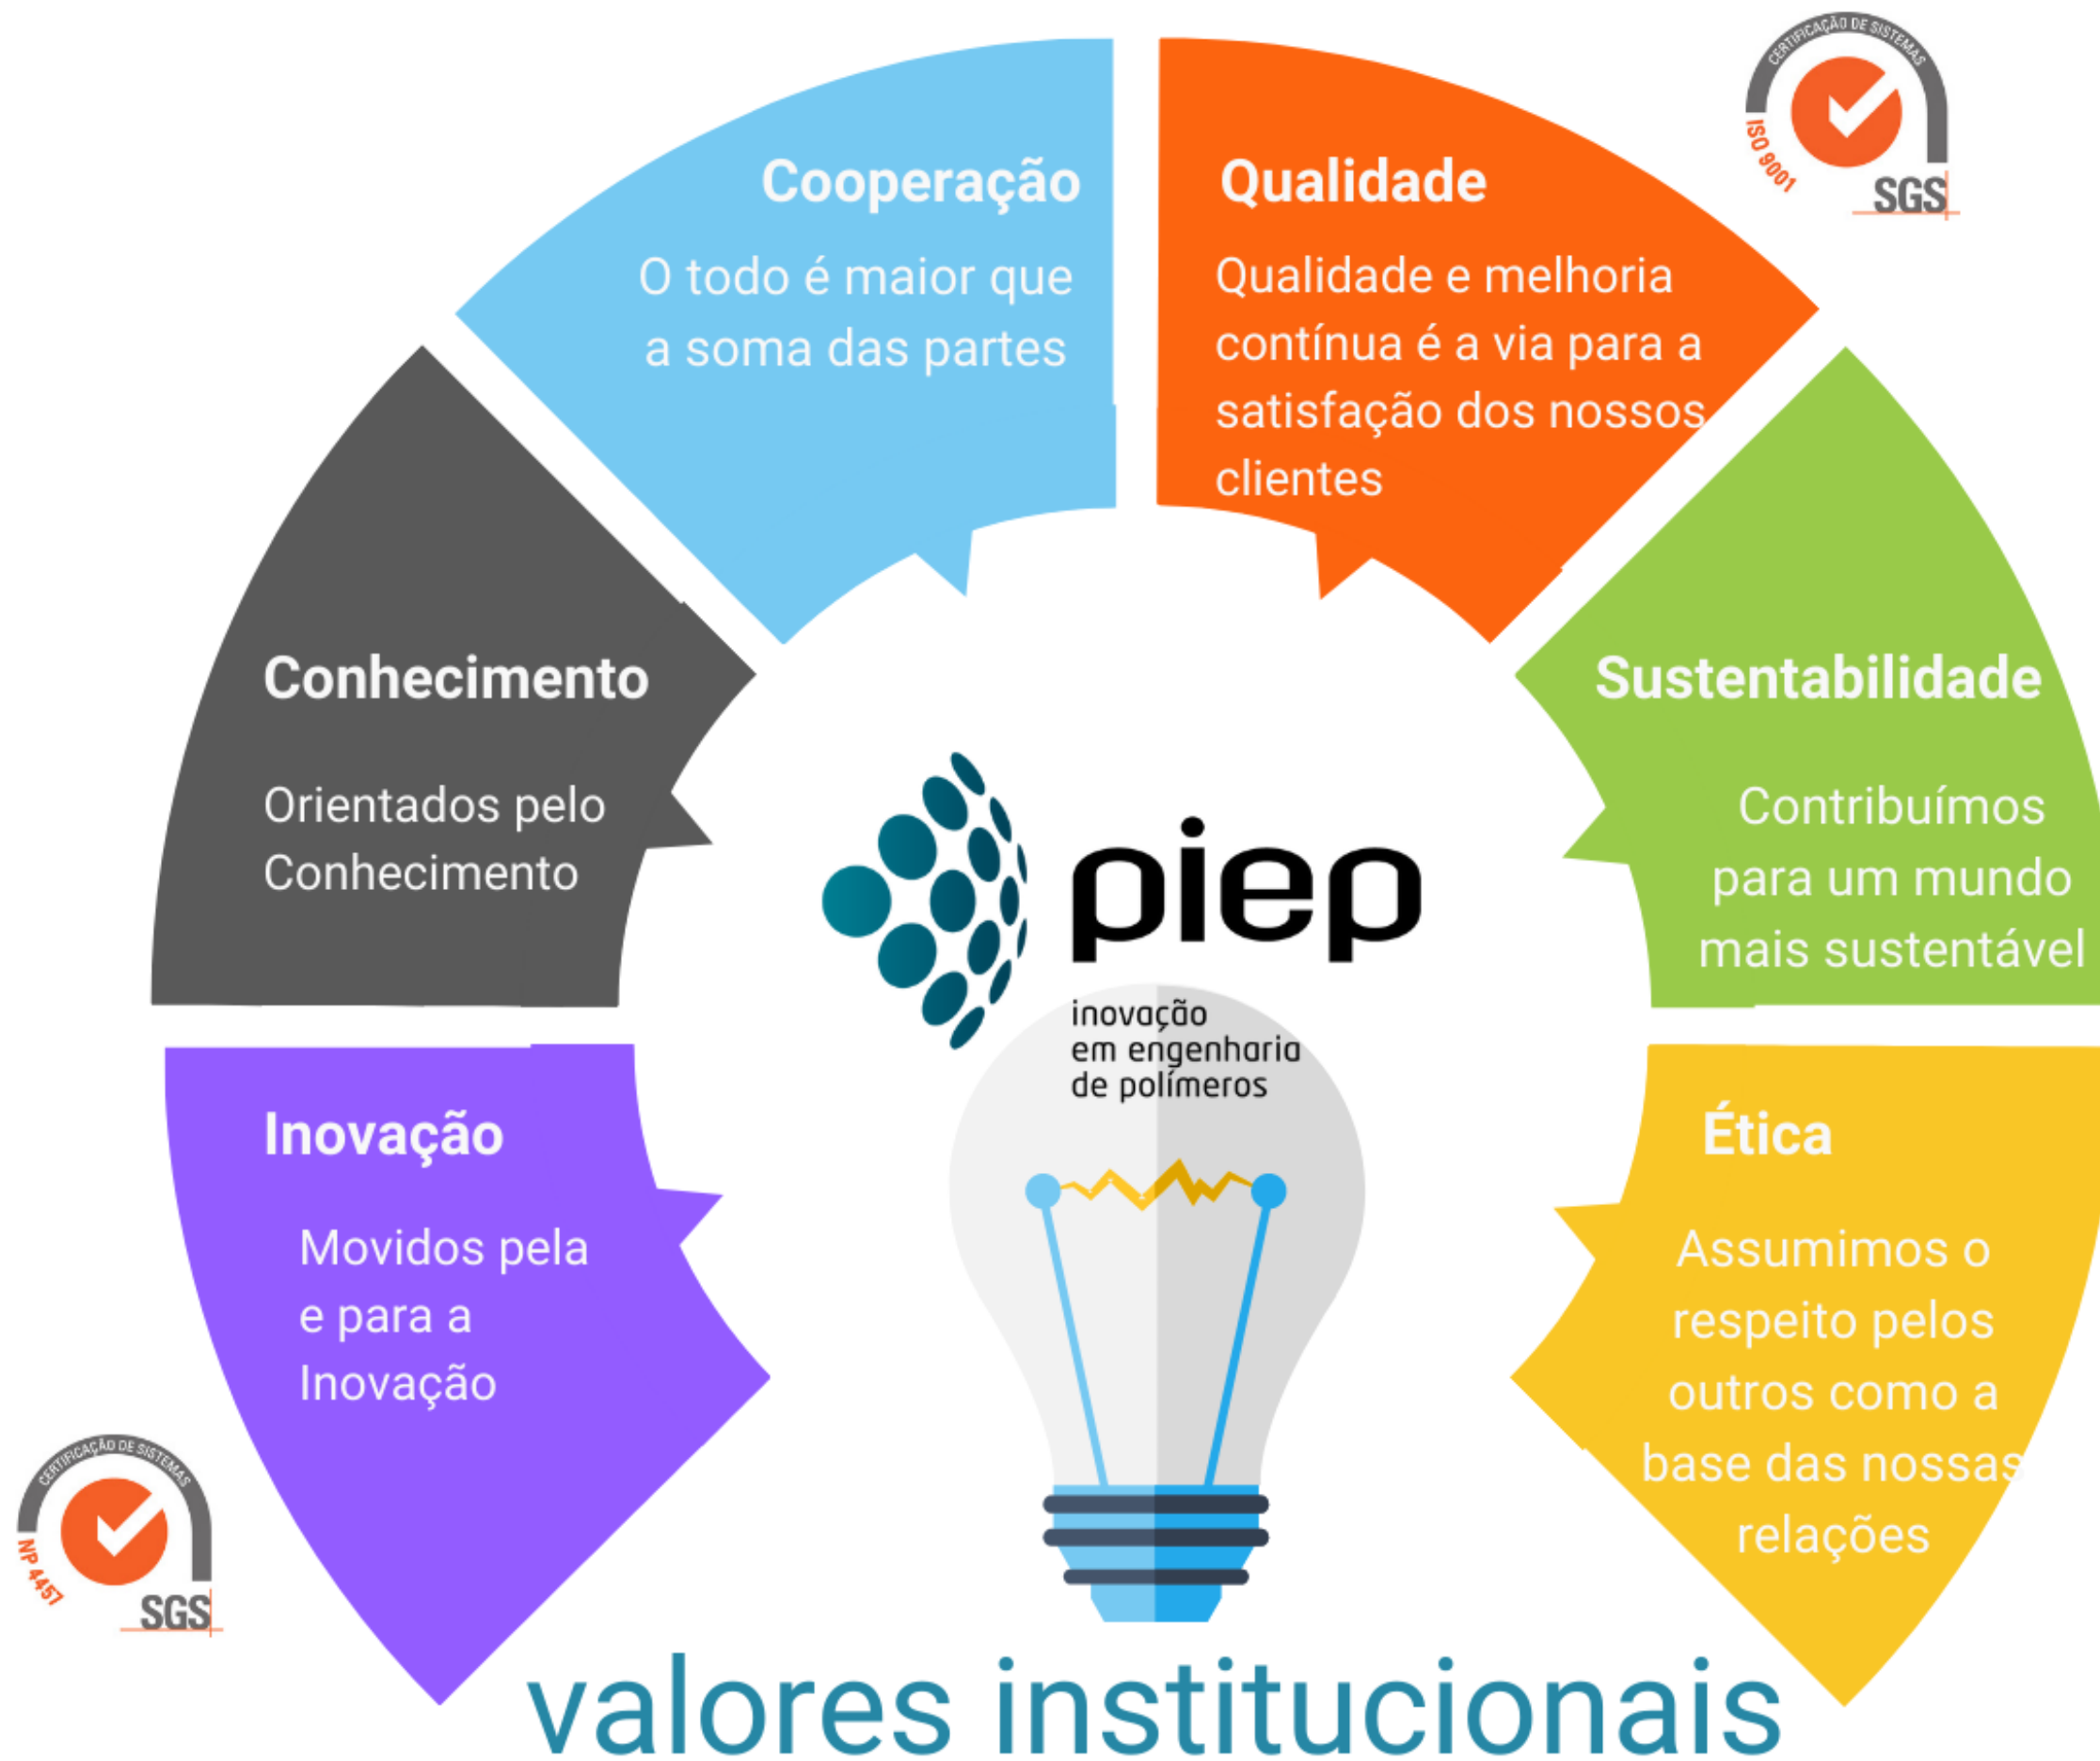 CERTIFICAÇÃO DE SISTEMAS
ISO 9001
SGS
Cooperação
O todo é maior que
a soma das partes
Qualidade
Qualidade e melhoria
contínua é a via para a
satisfação dos nossos
clientes
Conhecimento
Orientados pelo
Conhecimento
Sustentabilidade
Contribuímos
para um mundo
mais sustentável
piep
inovação
em engenharia
de polímeros
Inovação
Movidos pela
e para a
Inovação
Ética
Assumimos o
respeito pelos
outros como a
base das nossas
relações
CERTIFICAÇÃO DE SISTEMAS
NP 4457
SGS
valores institucionais